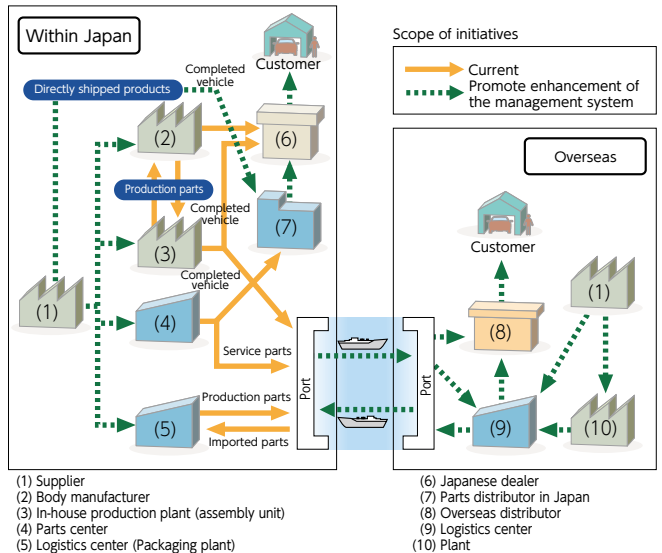 Within Japan
Customer
Completed
vehicle
Directly shipped products
(2)
(6)
Production parts
Completed
vehicle
(7)
(3)
Completed
vehicle
(1)
(4)
Service parts
Port
Production parts
(5)
Imported parts
Scope of initiatives
Current
Promote enhancement of
the management system
Overseas
Customer
(1)
(8)
Port
(9)
(10)
(1) Supplier
(2) Body manufacturer
(3) In-house production plant (assembly unit)
(4) Parts center
(5) Logistics center (Packaging plant)
(6) Japanese dealer
(7) Parts distributor in Japan
(8) Overseas distributor
(9) Logistics center
(10) Plant